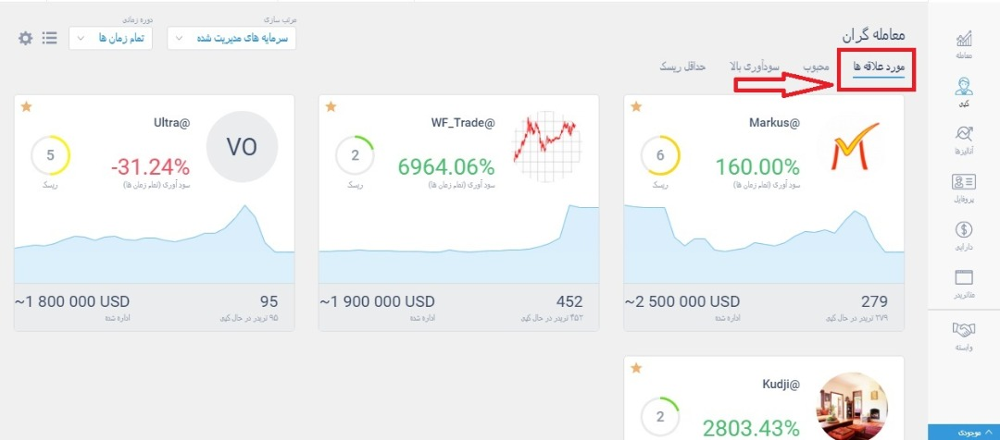 مرتب سازی
دوره زمانی
سرمایه های مدیریت شده
تمام زمان ها
معامله گران
مورد علاقه ها
محبوب
سودآوری بالا
حداقل ریسک
Markus@
6
160.00%
ریسک
سود آوری (تمام زمان ها)
~2 500 000 USD
279
اداره شده
۲۷۹ تریدر در حال کپی
WF_Trade@
2
6964.06%
ریسک
سود آوری (تمام زمان ها)
~1 900 000 USD
452
اداره شده
۴۵۲ تریدر در حال کپی
Ultra@
VO
5
-31.24%
ریسک
سود آوری (تمام زمان ها)
~1 800 000 USD
95
اداره شده
۹۵ تریدر در حال کپی
Kudji@
2
2803.43%
معامله
کپی
آنالیزها
پروفایل
دارایی
متاتریدر
وابسته
موجودی